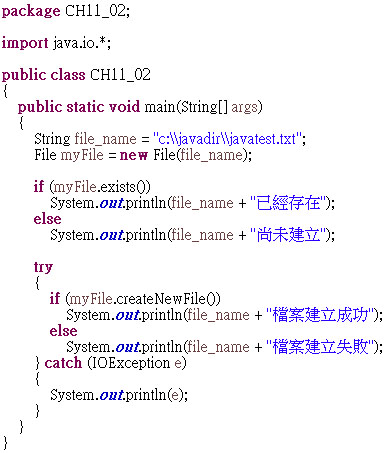 package CH11_02;
import java.io.*;
public class CH11_02
{
public static void main(String[] args)
{
String file_name = "c:\\javadir\\javatest.txt";
File myFile = new File(file_name);
if (myFile.exists())
System.out.println(file_name + "已經存在");
else
System.out.println(file_name + "尚未建立");
try
{
if (myFile.createNewFile())
System.out.println(file_name + "檔案建立成功");
else
System.out.println(file_name + "檔案建立失敗");
} catch (IOException e)
{
System.out.println(e);
}
}
}